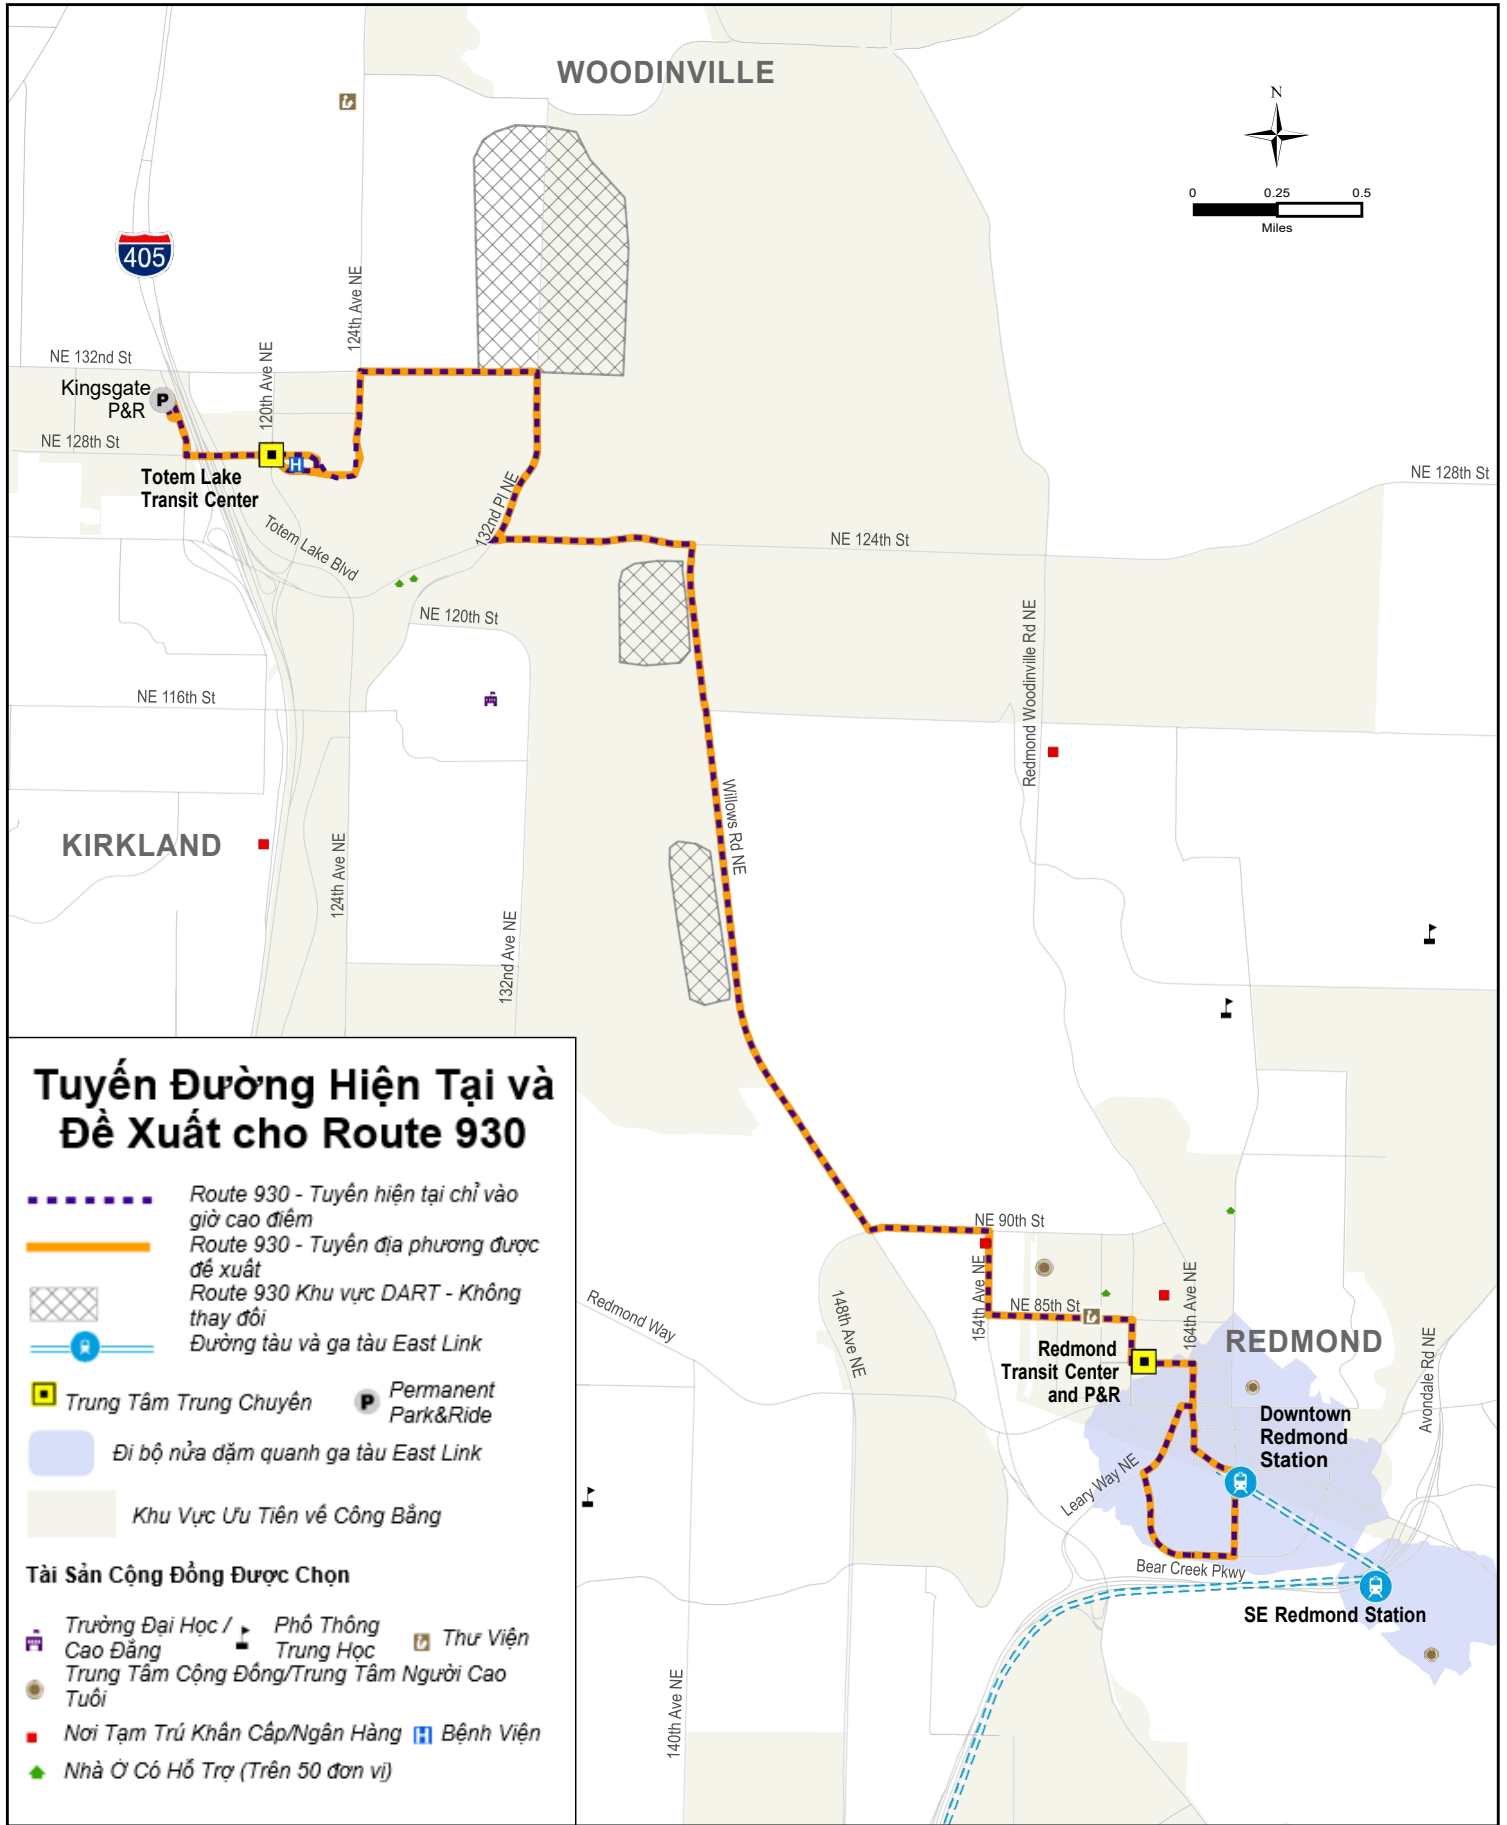 WOODINVILLE
N
0 0.25 0.5
Miles
405
124th Ave NE
NE 132nd St
120th Ave NE
Kingsgate
P&R
P
NE 128th St
H
Totem Lake
Transit Center
132nd Pl NE
NE 128th St
Totem Lake Blvd
NE 124th St
NE 120th St
Redmond Woodinville Rd NE
NE 116th St
Willows Rd NE
KIRKLAND
124th Ave NE
132nd Ave NE
NE 90th St
154th Ave NE
164th Ave NE
148th Ave NE
Redmond Way
NE 85th St
REDMOND
Avondale Rd NE
Redmond
Transit Center
and P&R
Downtown
Redmond
Station
Leary Way NE
Bear Creek Pkwy
SE Redmond Station
140th Ave NE
Tuyến Đường Hiện Tại và
Đề Xuất cho Route 930
Route 930 - Tuyến hiện tại chỉ vào
giờ cao điểm
Route 930 - Tuyến địa phương được
đề xuất
Route 930 Khu vực DART - Không
thay đổi
Đường tàu và ga tàu East Link
Trung Tâm Trung Chuyển
P
Permanent
Park&Ride
Đi bộ nửa dặm quanh ga tàu East Link
Khu Vực Ưu Tiên về Công Bằng
Tài Sản Cộng Đồng Được Chọn
Trường Đại Học /
Cao Đẳng
Phổ Thông
Trung Học
Thư Viện
Trung Tâm Cộng Đồng/Trung Tâm Người Cao
Tuổi
Nơi Tạm Trú Khẩn Cấp/Ngân Hàng
H Bệnh Viện
Nhà Ở Có Hỗ Trợ (Trên 50 đơn vị)